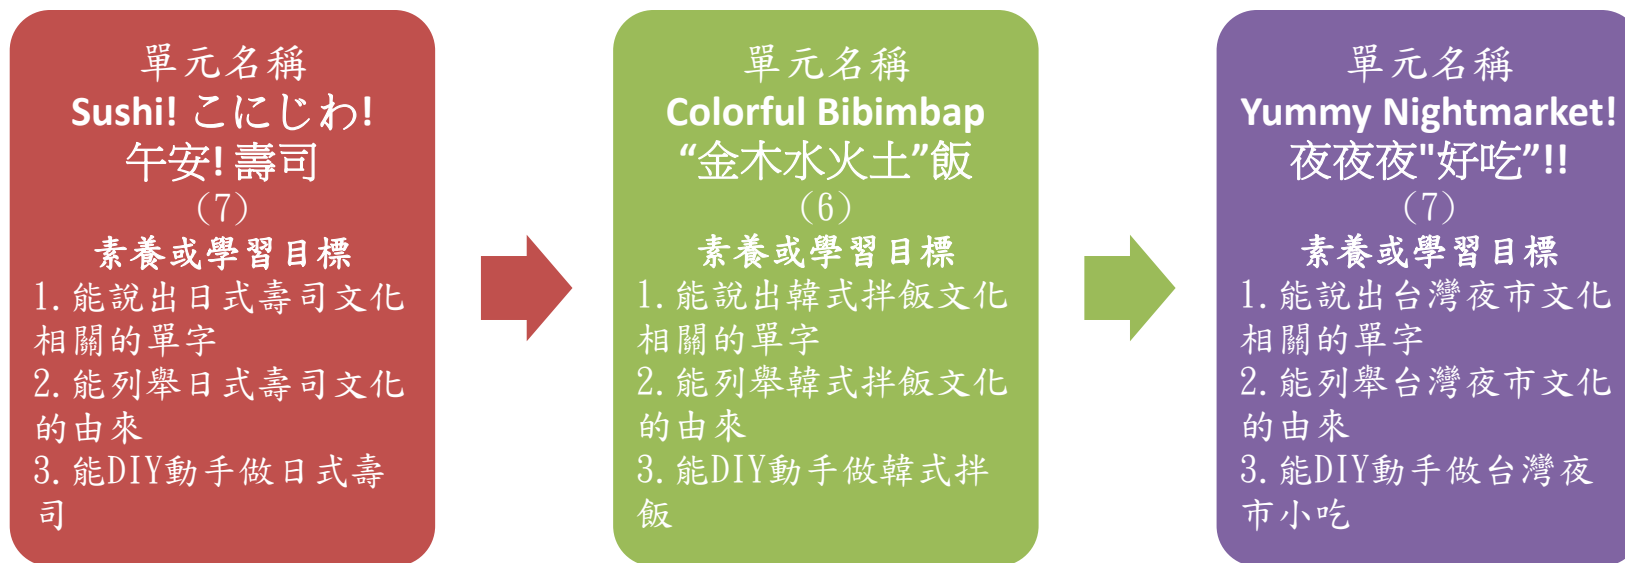 單元名稱
Sushi! こにじわ!
午安! 壽司
(7)
素養或學習目標
1.能說出日式壽司文化
相關的單字
2.能列舉日式壽司文化
的由來
3.能DIY動手做日式壽
司
單元名稱
Colorful Bibimbap
“金木水火土”飯
(6)
素養或學習目標
1.能說出韓式拌飯文化
相關的單字
2.能列舉韓式拌飯文化
的由來
3.能DIY動手做韓式拌
飯
單元名稱
Yummy Nightmarket!
夜夜夜"好吃”!!
(7)
素養或學習目標
1.能說出台灣夜市文化
相關的單字
2.能列舉台灣夜市文化
的由來
3.能DIY動手做台灣夜
市小吃